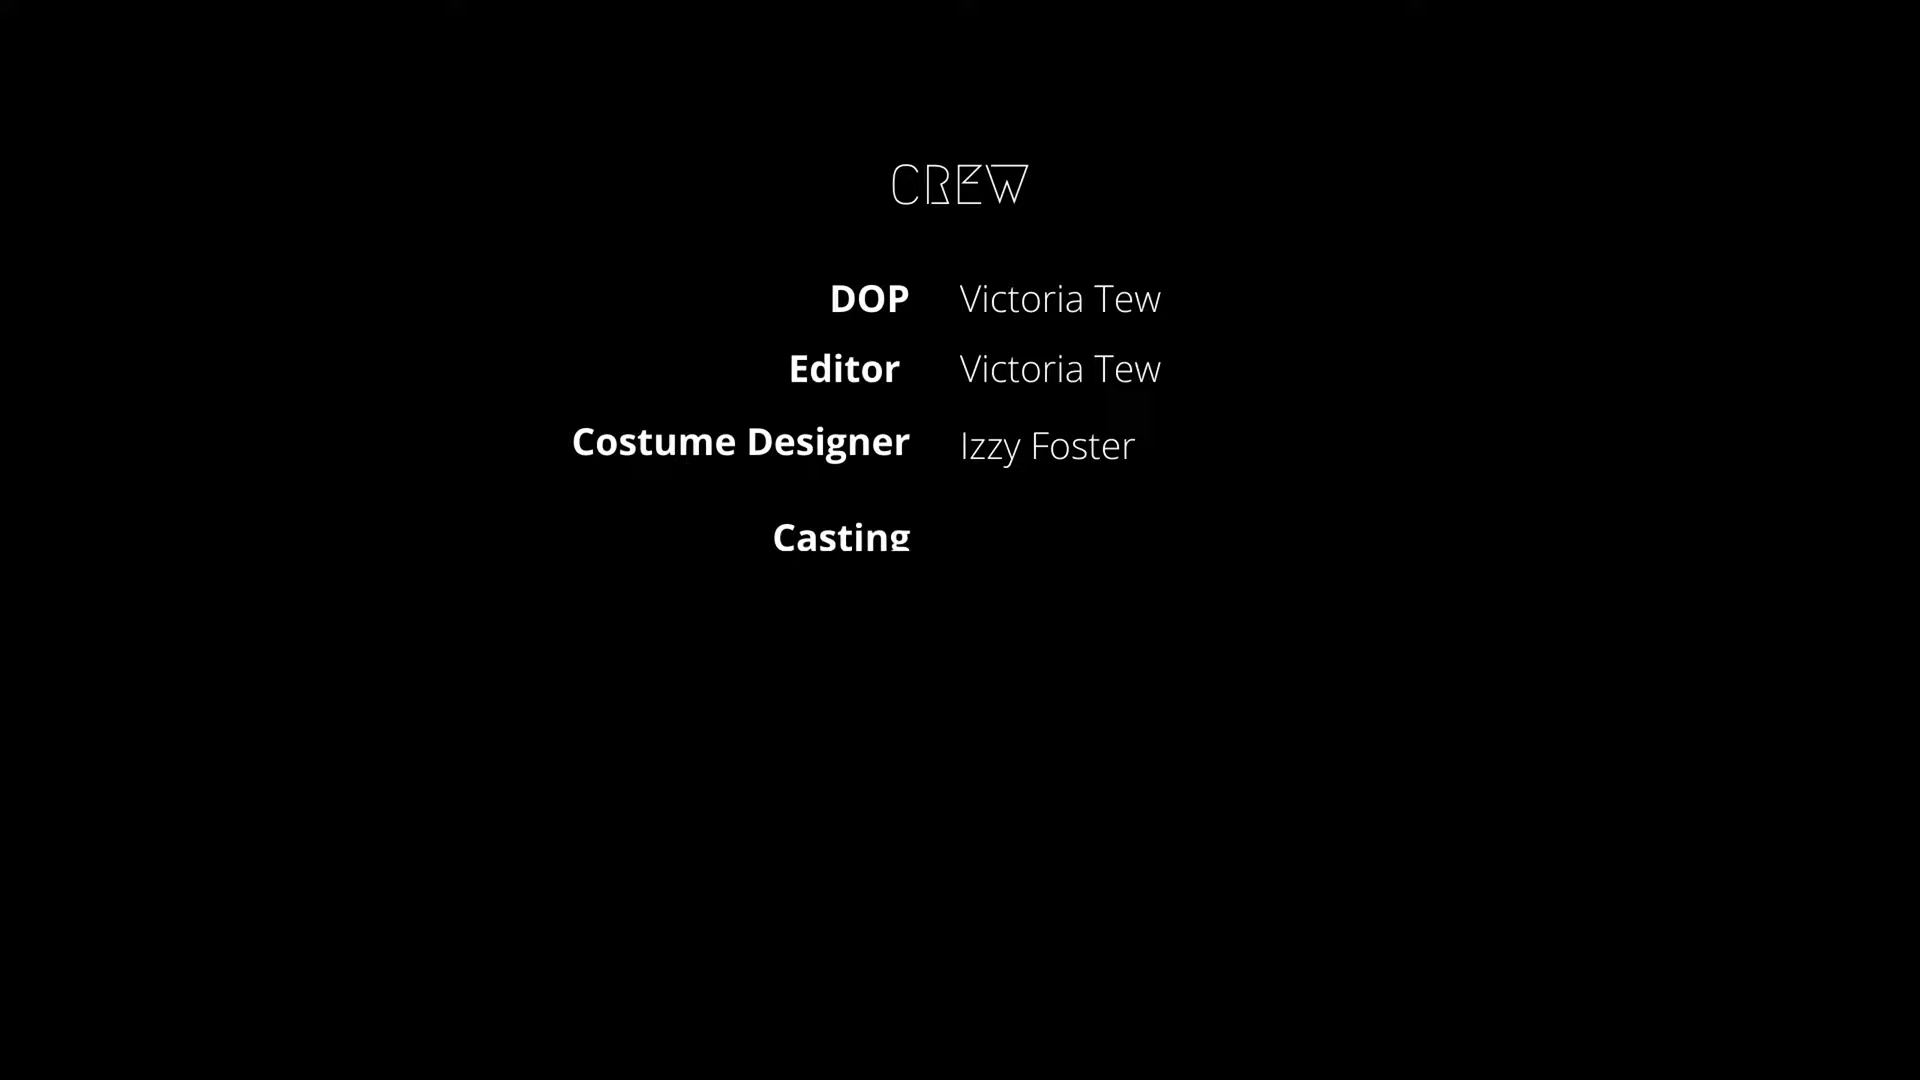 CREW
DOP Victoria Tew
Editor Victoria Tew
Costume Designer Izzy Foster
Casting